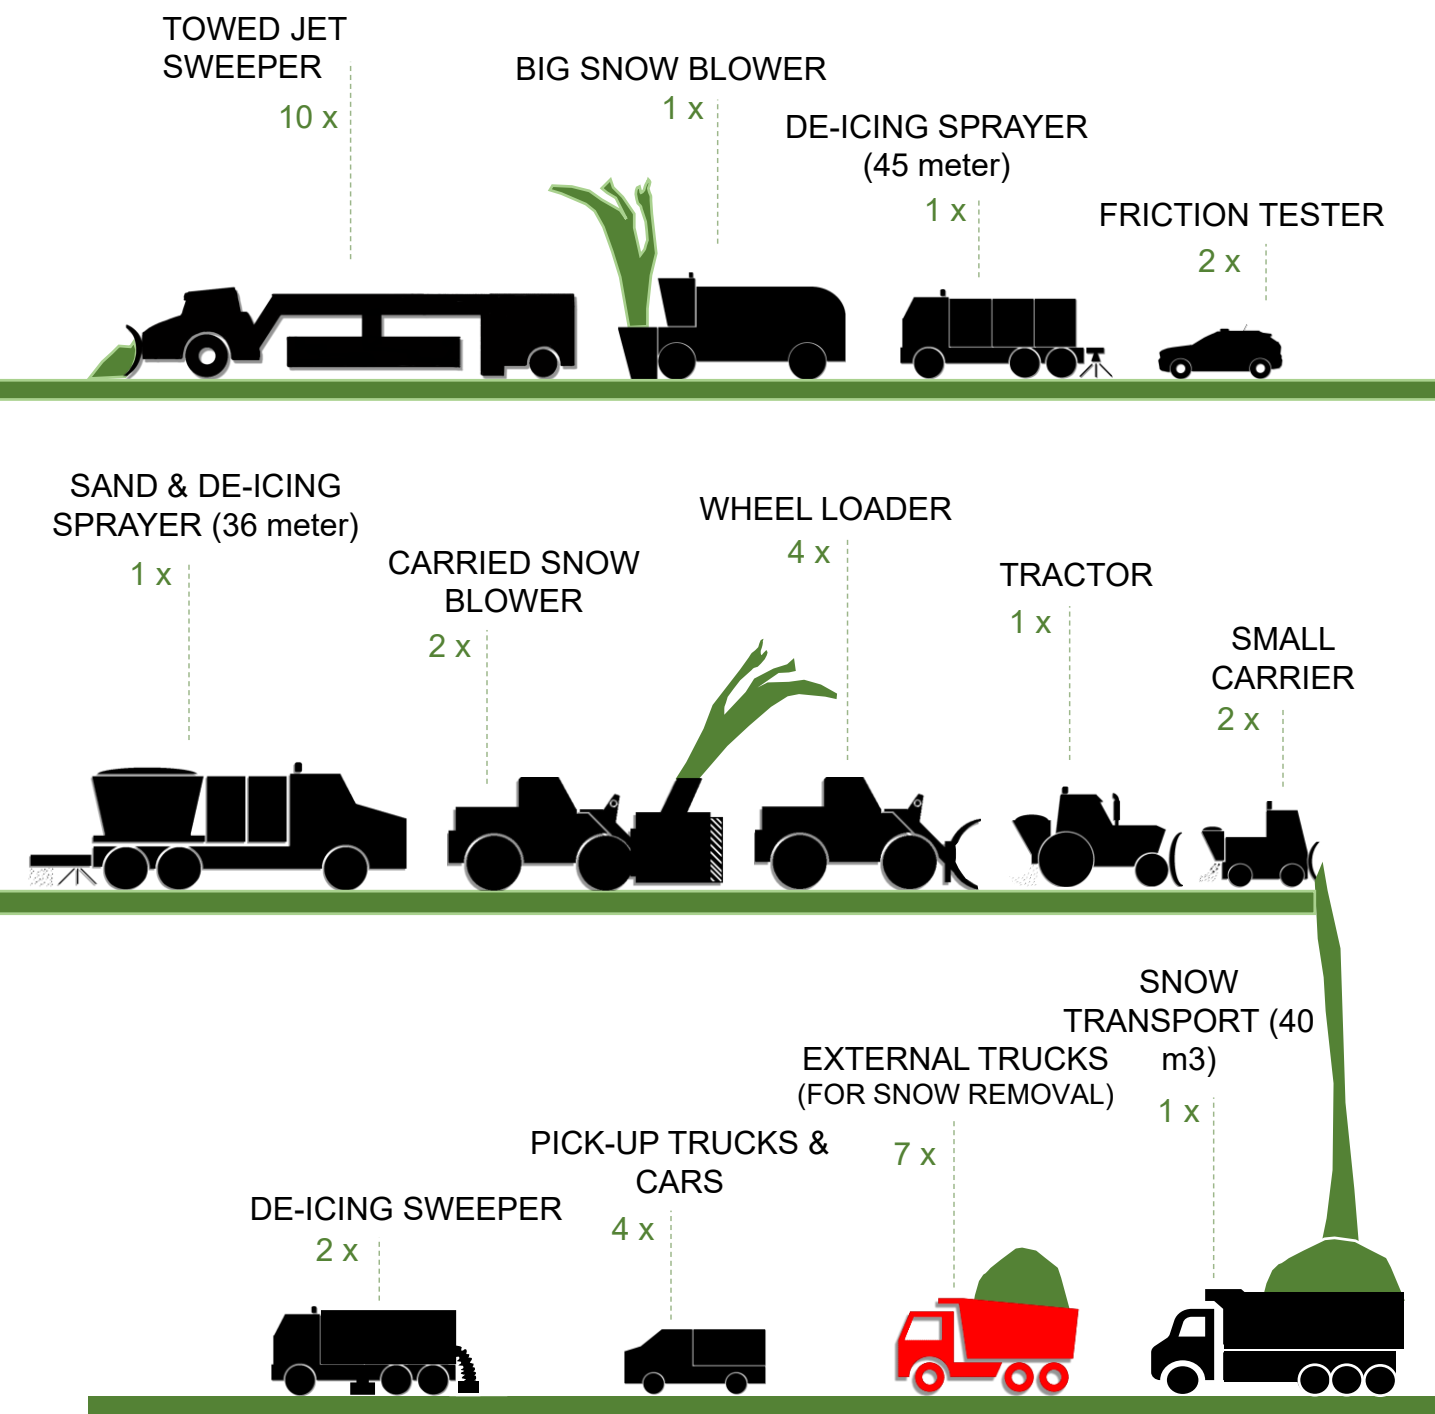 TOWED JET
SWEEPER
10 x
BIG SNOW BLOWER
1 x
DE-ICING SPRAYER
(45 meter)
1 x
FRICTION TESTER
2 x
SAND & DE-ICING
SPRAYER (36 meter)
1 x
CARRIED SNOW
BLOWER
2 x
WHEEL LOADER
4 x
TRACTOR
1 x
SMALL
CARRIER
2 x
DE-ICING SWEEPER
2 x
PICK-UP TRUCKS &
CARS
4 x
EXTERNAL TRUCKS
(FOR SNOW REMOVAL)
7 x
SNOW
TRANSPORT (40
m3)
1 x